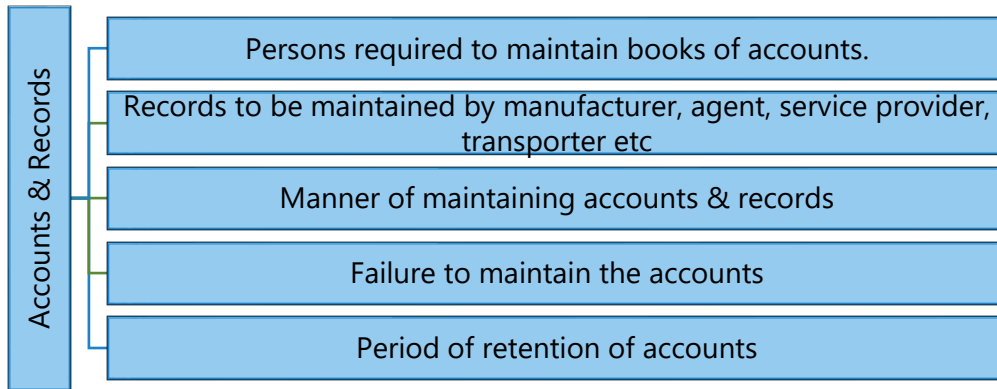 Accounts & Records
Persons required to maintain books of accounts.
Records to be maintained by manufacturer, agent, service provider,
transporter etc
Manner of maintaining accounts & records
Failure to maintain the accounts
Period of retention of accounts